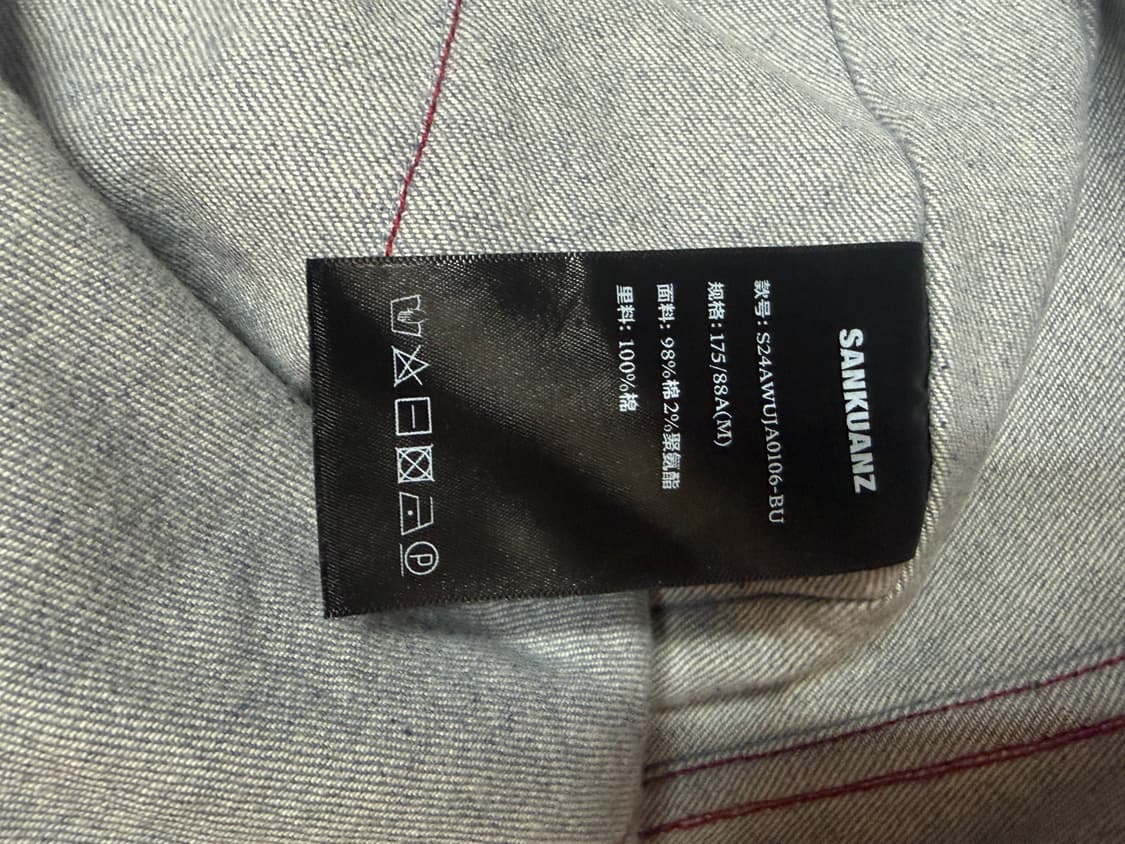 SANKUANZ
款号: S24AWUJA0106-BU
规格: 175/88A(M)
面料: 98%棉 2%聚氨酯
里料: 100%棉
P